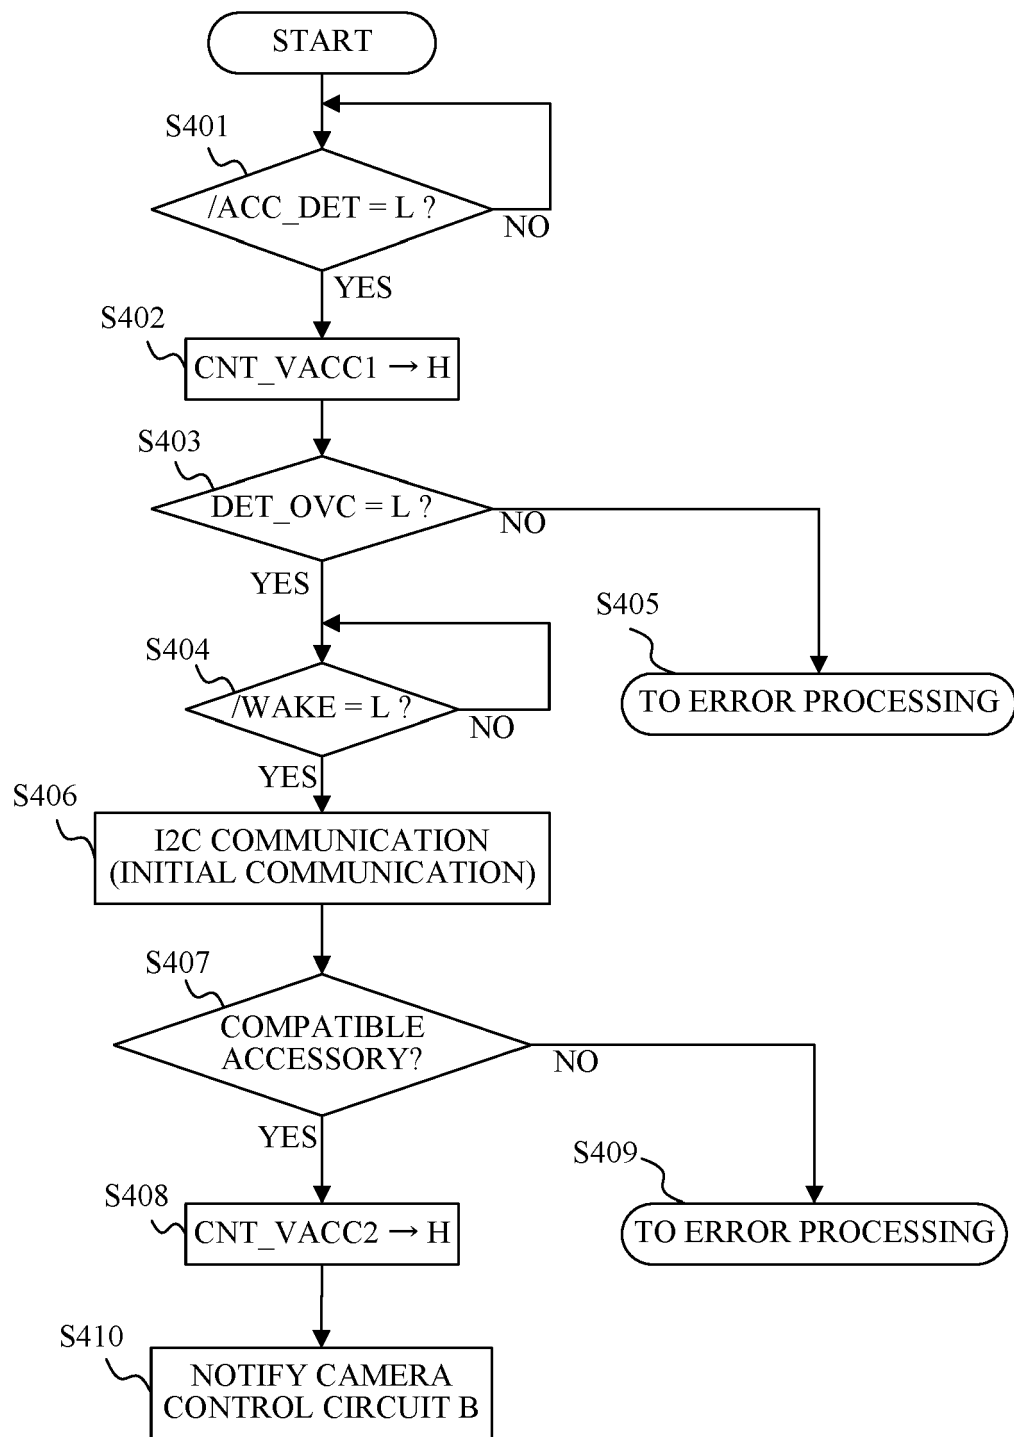 START
S401
/ACC_DET = L ?
NO
YES
S402
CNT_VACC1 → H
S403
DET_OVC = L ?
NO
YES
S405
TO ERROR PROCESSING
S404
/WAKE = L ?
NO
YES
S406
I2C COMMUNICATION
(INITIAL COMMUNICATION)
S407
COMPATIBLE
ACCESSORY?
NO
YES
S409
TO ERROR PROCESSING
S408
CNT_VACC2 → H
S410
NOTIFY CAMERA
CONTROL CIRCUIT B